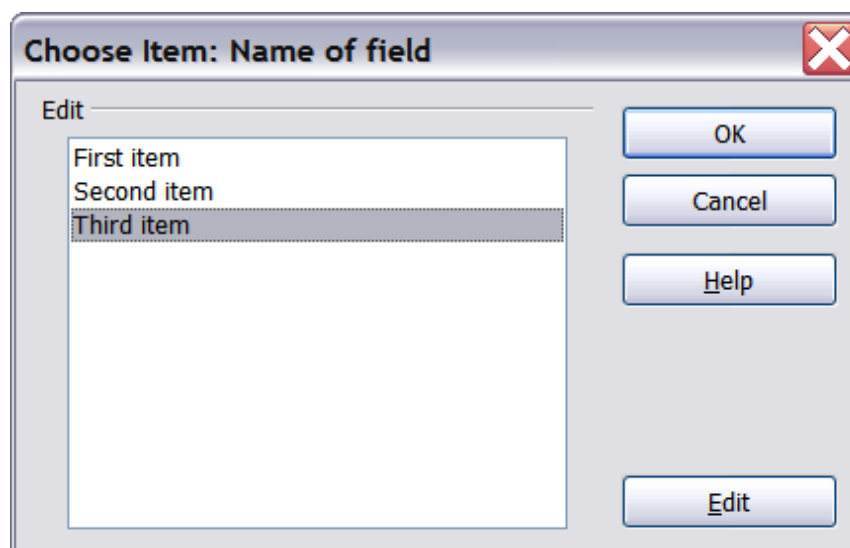 Choose Item: Name of field
Edit
First item
Second item
Third item
OK
Cancel
Help
Edit